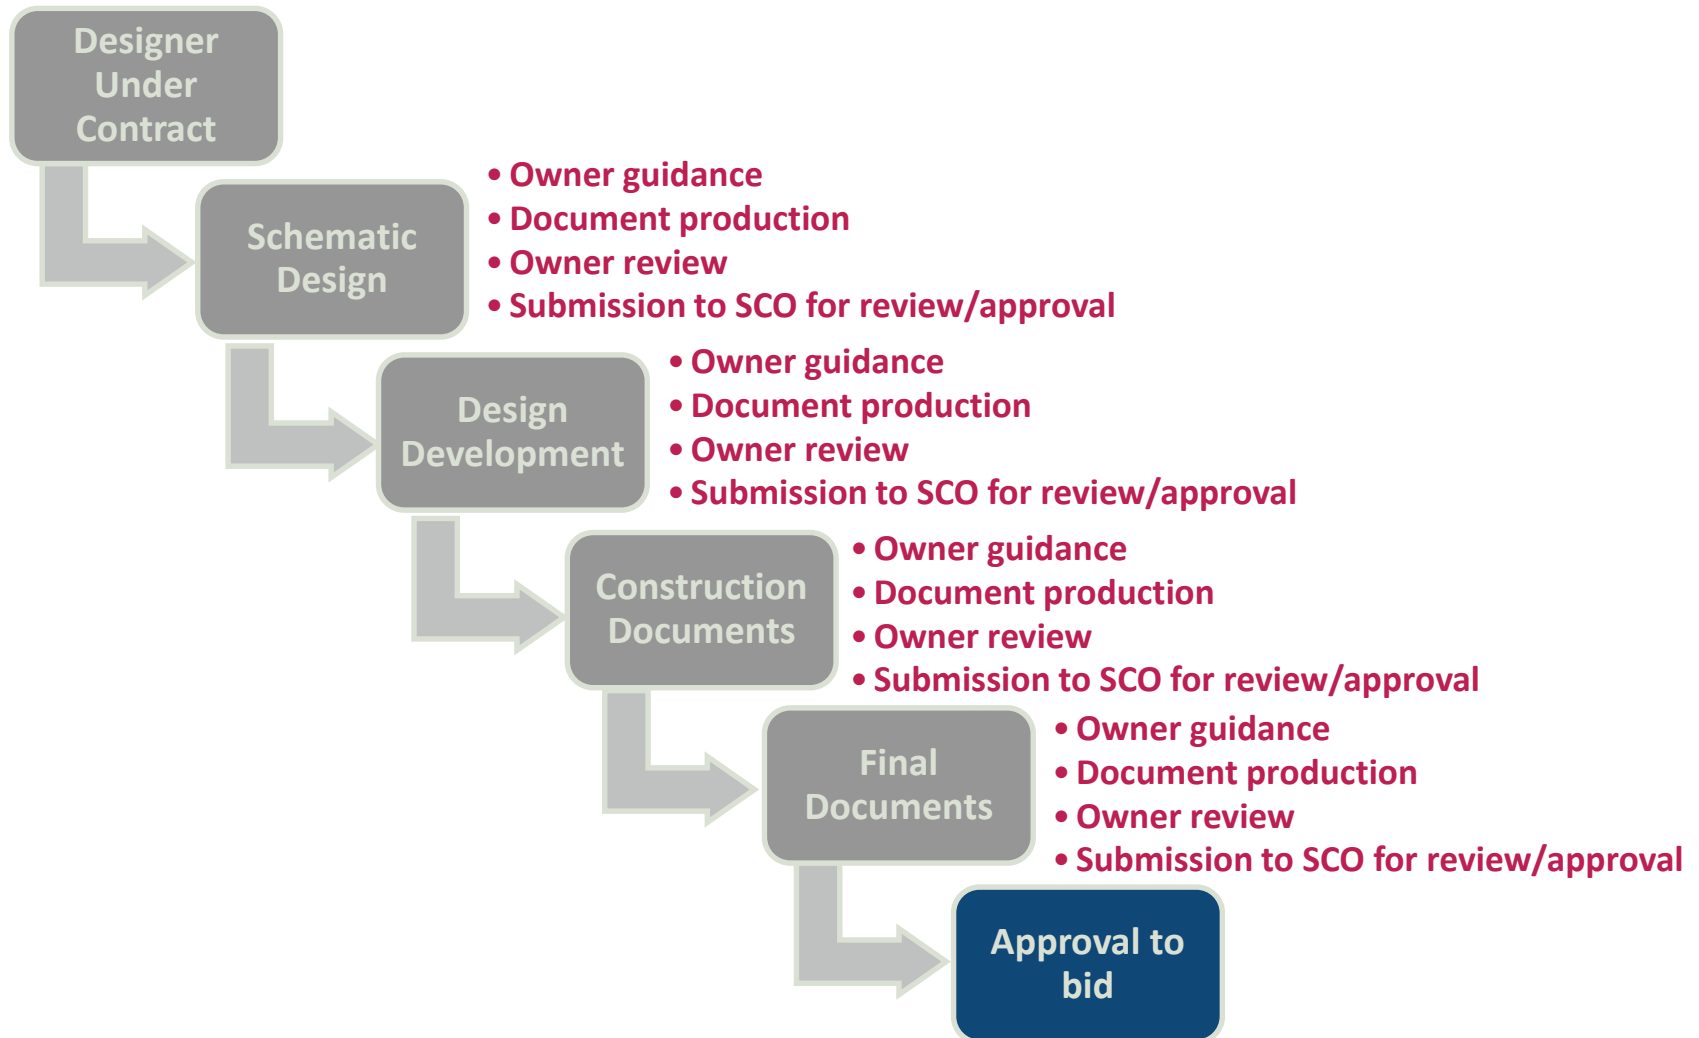 Designer
Under
Contract
Schematic
Design
• Owner guidance
• Document production
• Owner review
• Submission to SCO for review/approval
Design
Development
• Owner guidance
• Document production
• Owner review
• Submission to SCO for review/approval
Construction
Documents
• Owner guidance
• Document production
• Owner review
• Submission to SCO for review/approval
Final
Documents
• Owner guidance
• Document production
• Owner review
• Submission to SCO for review/approval
Approval to
bid